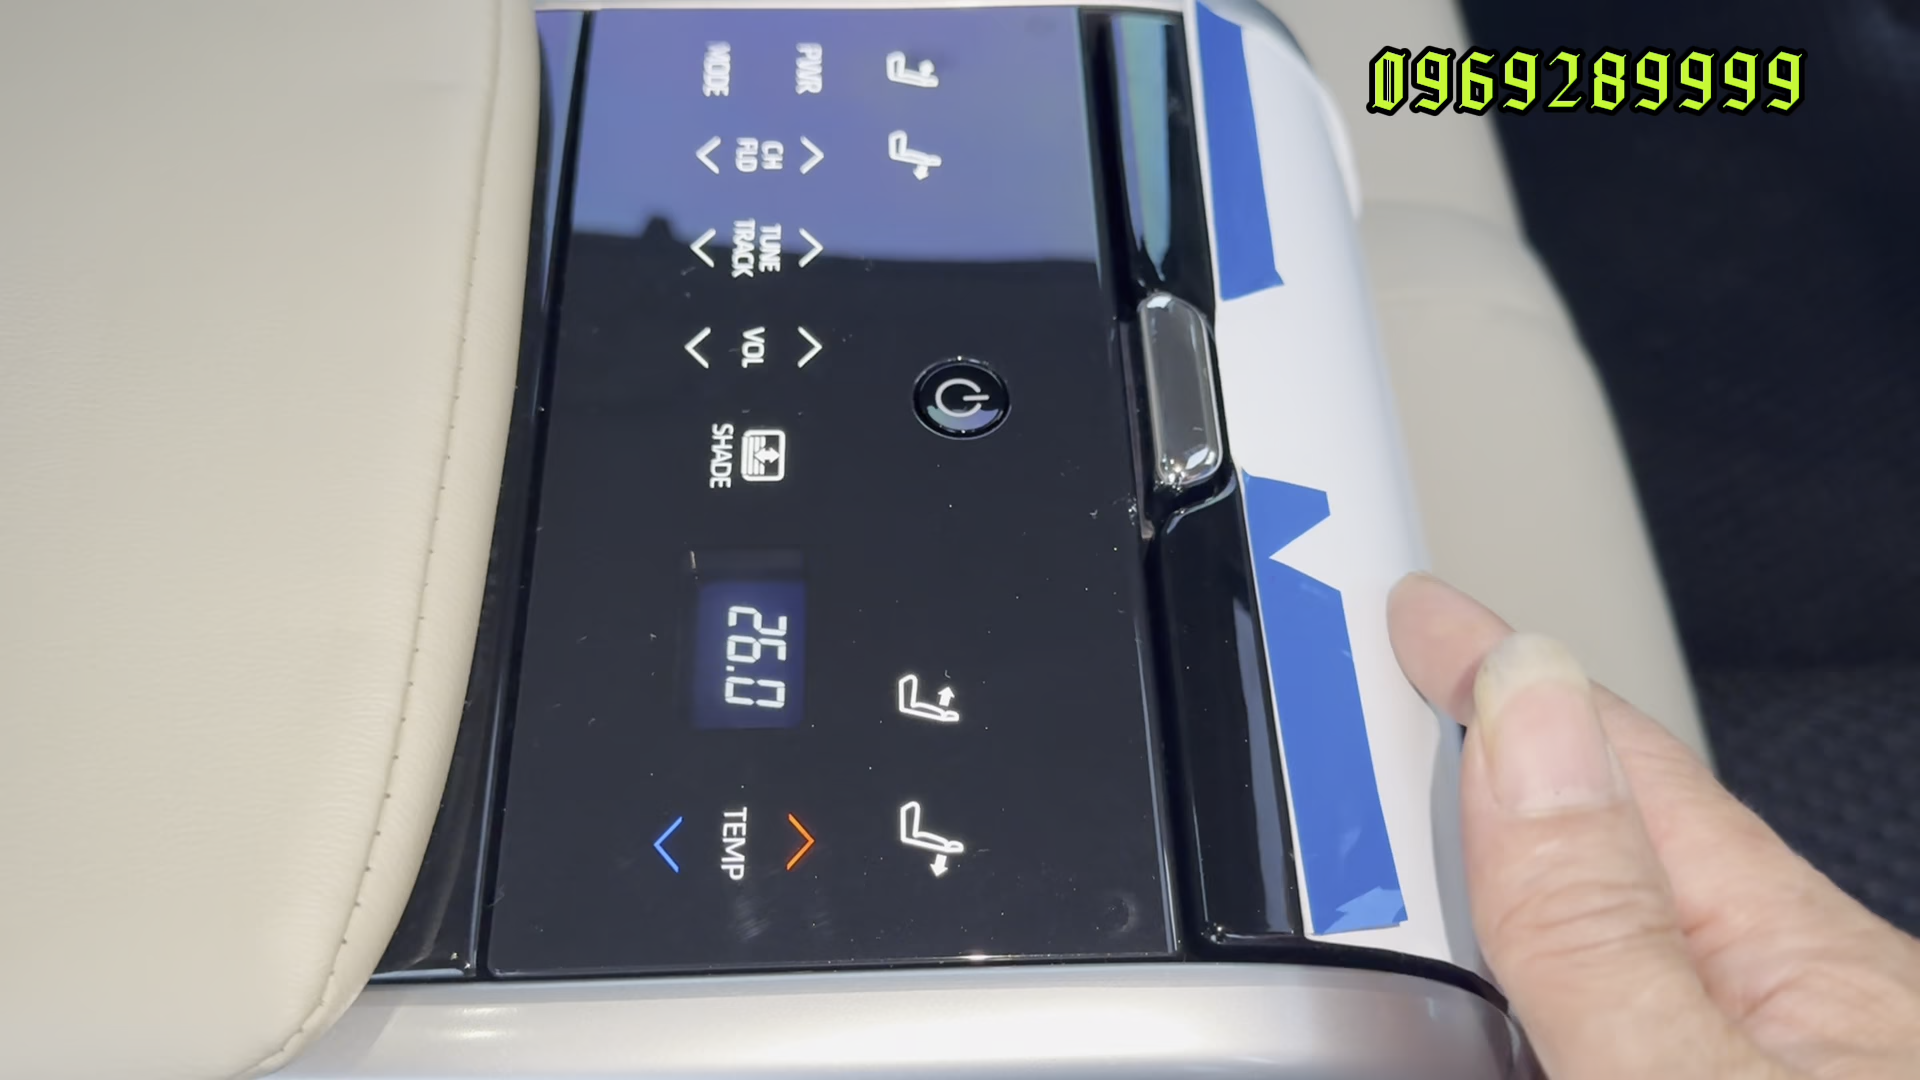 0969289999
PWR
MODE
CH
FLD
TUNE
TRACK
VOL
SHADE
26.0
TEMP